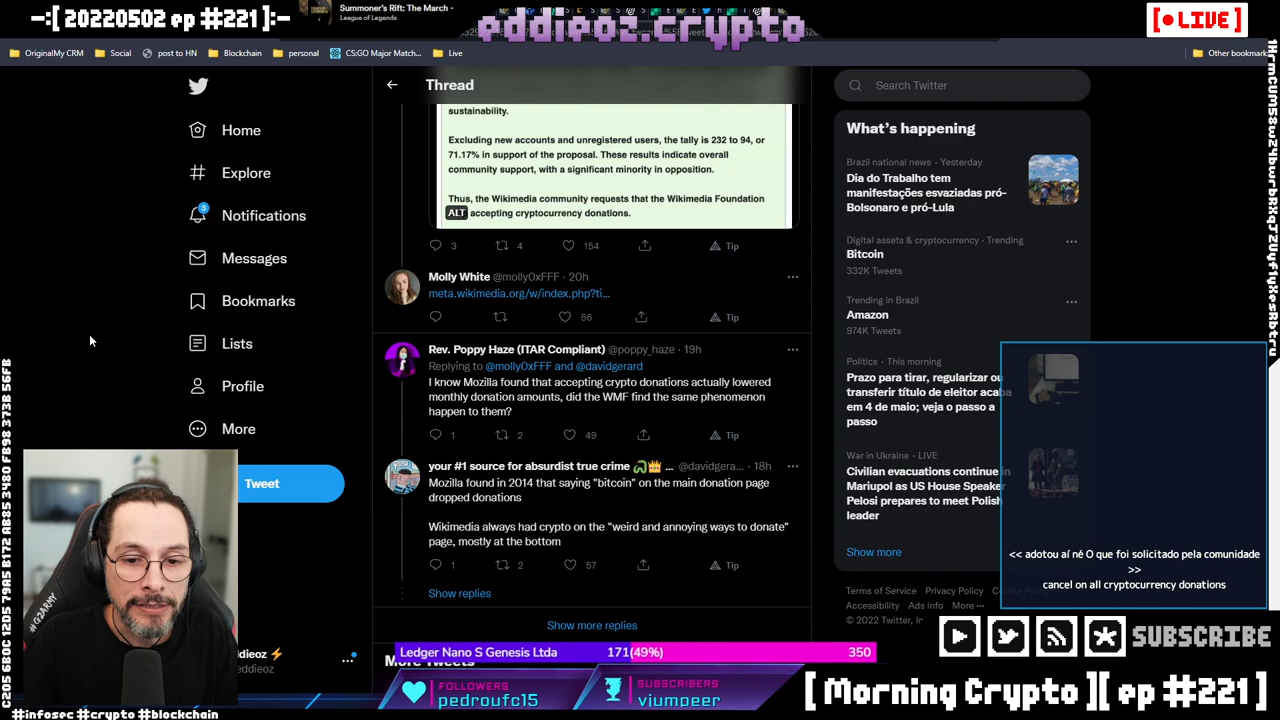 -:[ 20220502 ep #221 ]:-
Summoner's Rift: The March -
League of Legends
eddieoz.crypto
[ LIVE ]
OriginalMy CRM
Social
post to HN
Blockchain
personal
CS:GO Major Match...
Live
Other bookmark
Home
Explore
3
Notifications
Messages
Bookmarks
Lists
Profile
More
Tweet
Thread
sustainability.
Excluding new accounts and unregistered users, the tally is 232 to 94, or
71.17% in support of the proposal. These results indicate overall
community support, with a significant minority in opposition.
Thus, the Wikimedia community requests that the Wikimedia Foundation
ALT accepting cryptocurrency donations.
3 4 154 Tip
Molly White @molly0xFFF · 20h
meta.wikimedia.org/w/index.php?ti...
56 Tip
Rev. Poppy Haze (ITAR Compliant) @poppy_haze · 19h
Replying to @molly0xFFF and @davidgerard
I know Mozilla found that accepting crypto donations actually lowered
monthly donation amounts, did the WMF find the same phenomenon
happen to them?
1 2 49 Tip
your #1 source for absurdist true crime ... @davidgera... · 18h
Mozilla found in 2014 that saying "bitcoin" on the main donation page
dropped donations
Wikimedia always had crypto on the "weird and annoying ways to donate"
page, mostly at the bottom
1 2 57 Tip
Show replies
Show more replies
More Tweets
Search Twitter
What's happening
Brazil national news · Yesterday
Dia do Trabalho tem
manifestações esvaziadas pró-
Bolsonaro e pró-Lula
Digital assets & cryptocurrency · Trending
Bitcoin
332K Tweets
Trending in Brazil
Amazon
974K Tweets
Politics · This morning
Prazo para tirar, regularizar ou
transferir título de eleitor acaba
em 4 de maio; veja o passo a
passo
War in Ukraine · LIVE
Civilian evacuations continue in
Mariupol as US House Speaker
Pelosi prepares to meet Polish
leader
Show more
Terms of Service Privacy Policy Cookie Policy
Accessibility Ads info More ...
© 2022 Twitter, In
<< adotou aí né O que foi solicitado pela comunidade
>>
cancel on all cryptocurrency donations
SUBSCRIBE
Ledger Nano S Genesis Ltda 171(49%) 350
FOLLOWERS
pedroufc15
SUBSCRIBERS
vjumpeer
[ Morning Crypto ][ ep #221 ]
ddieoz
eddieoz
#G2ARMY
#infosec #crypto #blockchain